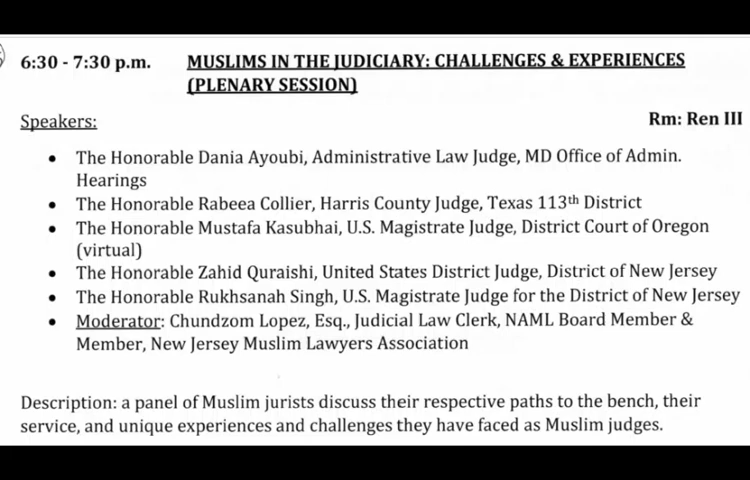 6:30 - 7:30 p.m. MUSLIMS IN THE JUDICIARY: CHALLENGES & EXPERIENCES
(PLENARY SESSION)
Speakers: Rm: Ren III
• The Honorable Dania Ayoubi, Administrative Law Judge, MD Office of Admin.
Hearings
• The Honorable Rabeea Collier, Harris County Judge, Texas 113th District
• The Honorable Mustafa Kasubhai, U.S. Magistrate Judge, District Court of Oregon
(virtual)
• The Honorable Zahid Quraishi, United States District Judge, District of New Jersey
• The Honorable Rukhsanah Singh, U.S. Magistrate Judge for the District of New Jersey
• Moderator: Chundzom Lopez, Esq., Judicial Law Clerk, NAML Board Member &
Member, New Jersey Muslim Lawyers Association
Description: a panel of Muslim jurists discuss their respective paths to the bench, their
service, and unique experiences and challenges they have faced as Muslim judges.